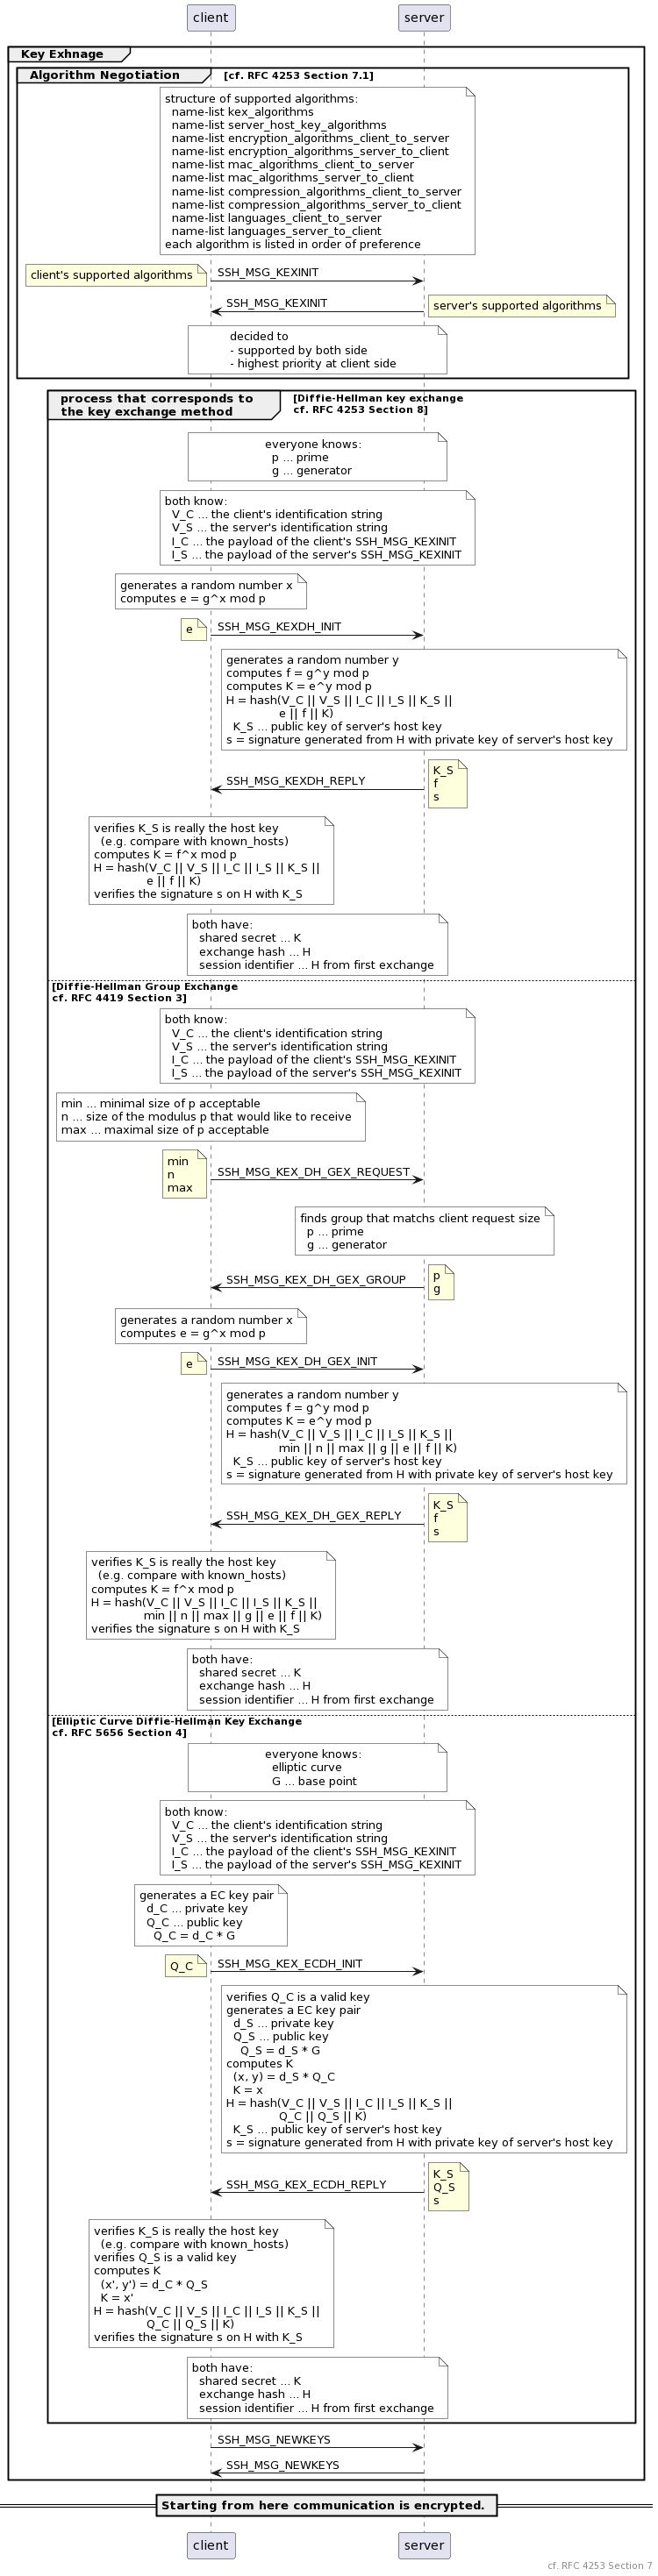 client
server
Key Exhnage
Algorithm Negotiation
[cf. RFC 4253 Section 7.1]
structure of supported algorithms:
name-list kex_algorithms
name-list server_host_key_algorithms
name-list encryption_algorithms_client_to_server
name-list encryption_algorithms_server_to_client
name-list mac_algorithms_client_to_server
name-list mac_algorithms_server_to_client
name-list compression_algorithms_client_to_server
name-list compression_algorithms_server_to_client
name-list languages_client_to_server
name-list languages_server_to_client
each algorithm is listed in order of preference
client's supported algorithms
SSH_MSG_KEXINIT
SSH_MSG_KEXINIT
server's supported algorithms
decided to
- supported by both side
- highest priority at client side
process that corresponds to
the key exchange method
[Diffie-Hellman key exchange
cf. RFC 4253 Section 8]
everyone knows:
p ... prime
g ... generator
both know:
V_C ... the client's identification string
V_S ... the server's identification string
I_C ... the payload of the client's SSH_MSG_KEXINIT
I_S ... the payload of the server's SSH_MSG_KEXINIT
generates a random number x
computes e = g^x mod p
e
SSH_MSG_KEXDH_INIT
generates a random number y
computes f = g^y mod p
computes K = e^y mod p
H = hash(V_C || V_S || I_C || I_S || K_S ||
e || f || K)
K_S ... public key of server's host key
s = signature generated from H with private key of server's host key
SSH_MSG_KEXDH_REPLY
K_S
f
s
verifies K_S is really the host key
(e.g. compare with known_hosts)
computes K = f^x mod p
H = hash(V_C || V_S || I_C || I_S || K_S ||
e || f || K)
verifies the signature s on H with K_S
both have:
shared secret ... K
exchange hash ... H
session identifier ... H from first exchange
[Diffie-Hellman Group Exchange
cf. RFC 4419 Section 3]
both know:
V_C ... the client's identification string
V_S ... the server's identification string
I_C ... the payload of the client's SSH_MSG_KEXINIT
I_S ... the payload of the server's SSH_MSG_KEXINIT
min ... minimal size of p acceptable
n ... size of the modulus p that would like to receive
max ... maximal size of p acceptable
min
n
max
SSH_MSG_KEX_DH_GEX_REQUEST
finds group that matchs client request size
p ... prime
g ... generator
SSH_MSG_KEX_DH_GEX_GROUP
p
g
generates a random number x
computes e = g^x mod p
e
SSH_MSG_KEX_DH_GEX_INIT
generates a random number y
computes f = g^y mod p
computes K = e^y mod p
H = hash(V_C || V_S || I_C || I_S || K_S ||
min || n || max || g || e || f || K)
K_S ... public key of server's host key
s = signature generated from H with private key of server's host key
SSH_MSG_KEX_DH_GEX_REPLY
K_S
f
s
verifies K_S is really the host key
(e.g. compare with known_hosts)
computes K = f^x mod p
H = hash(V_C || V_S || I_C || I_S || K_S ||
min || n || max || g || e || f || K)
verifies the signature s on H with K_S
both have:
shared secret ... K
exchange hash ... H
session identifier ... H from first exchange
[Elliptic Curve Diffie-Hellman Key Exchange
cf. RFC 5656 Section 4]
everyone knows:
elliptic curve
G ... base point
both know:
V_C ... the client's identification string
V_S ... the server's identification string
I_C ... the payload of the client's SSH_MSG_KEXINIT
I_S ... the payload of the server's SSH_MSG_KEXINIT
generates a EC key pair
d_C ... private key
Q_C ... public key
Q_C = d_C * G
Q_C
SSH_MSG_KEX_ECDH_INIT
verifies Q_C is a valid key
generates a EC key pair
d_S ... private key
Q_S ... public key
Q_S = d_S * G
computes K
(x, y) = d_S * Q_C
K = x
H = hash(V_C || V_S || I_C || I_S || K_S ||
Q_C || Q_S || K)
K_S ... public key of server's host key
s = signature generated from H with private key of server's host key
SSH_MSG_KEX_ECDH_REPLY
K_S
Q_S
s
verifies K_S is really the host key
(e.g. compare with known_hosts)
verifies Q_S is a valid key
computes K
(x', y') = d_C * Q_S
K = x'
H = hash(V_C || V_S || I_C || I_S || K_S ||
Q_C || Q_S || K)
verifies the signature s on H with K_S
both have:
shared secret ... K
exchange hash ... H
session identifier ... H from first exchange
SSH_MSG_NEWKEYS
SSH_MSG_NEWKEYS
Starting from here communication is encrypted.
client
server
cf. RFC 4253 Section 7